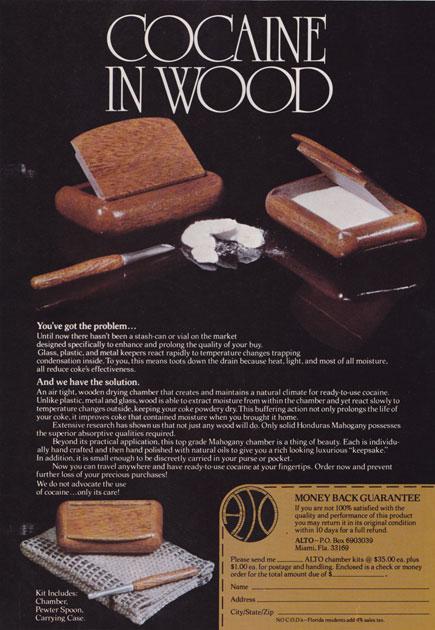 COCAINE
IN WOOD
You've got the problem...
Until now there hasn't been a stash-can or vial on the market
designed specifically to enhance and prolong the quality of your buy.
Glass, plastic, and metal keepers react rapidly to temperature changes trapping
condensation inside. To you, this means toots down the drain because heat, light, and most of all moisture,
all reduce coke's effectiveness.
And we have the solution.
An air tight, wooden drying chamber that creates and maintains a natural climate for ready-to-use cocaine.
Unlike plastic, metal and glass, wood is able to extract moisture from within the chamber and yet react slowly to
temperature changes outside, keeping your coke powdery dry. This buffering action not only prolongs the life of
your coke, it improves coke that contained moisture when you brought it home.
Extensive research has shown us that not just any wood will do. Only solid Honduras Mahogany possesses
the superior absorptive qualities required.
Beyond its practical application, this top grade Mahogany chamber is a thing of beauty. Each is individu-
ally hand crafted and then hand polished with natural oils to give you a rich looking luxurious "keepsake."
In addition, it is small enough to be discreetly carried in your purse or pocket.
Now you can travel anywhere and have ready-to-use cocaine at your fingertips. Order now and prevent
further loss of your precious purchases!
We do not advocate the use
of cocaine...only its care!
Kit Includes:
Chamber,
Pewter Spoon,
Carrying Case.
MONEY BACK GUARANTEE
If you are not 100% satisfied with the
quality and performance of this product
you may return it in its original condition
within 10 days for a full refund.
ALTO – P.O. Box 6903039
Miami, Fla. 33169
Please send me ALTO chamber kits @ $35.00 ea. plus
$1.00 ea. for postage and handling. Enclosed is a check or money
order for the total amount due of $
Name
Address
City/State/Zip
NO C.O.D.'s – Florida residents add 4% sales tax.